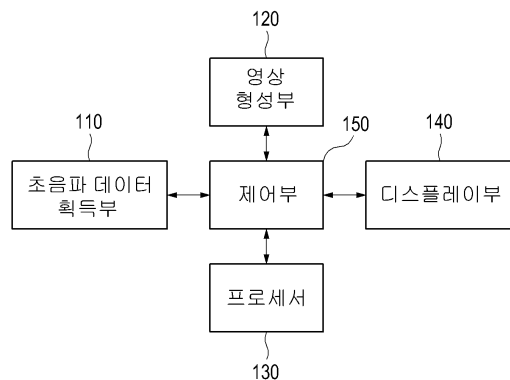 120
영상
형성부
110
150
140
초음파 데이터
획득부
제어부
디스플레이부
프로세서
130